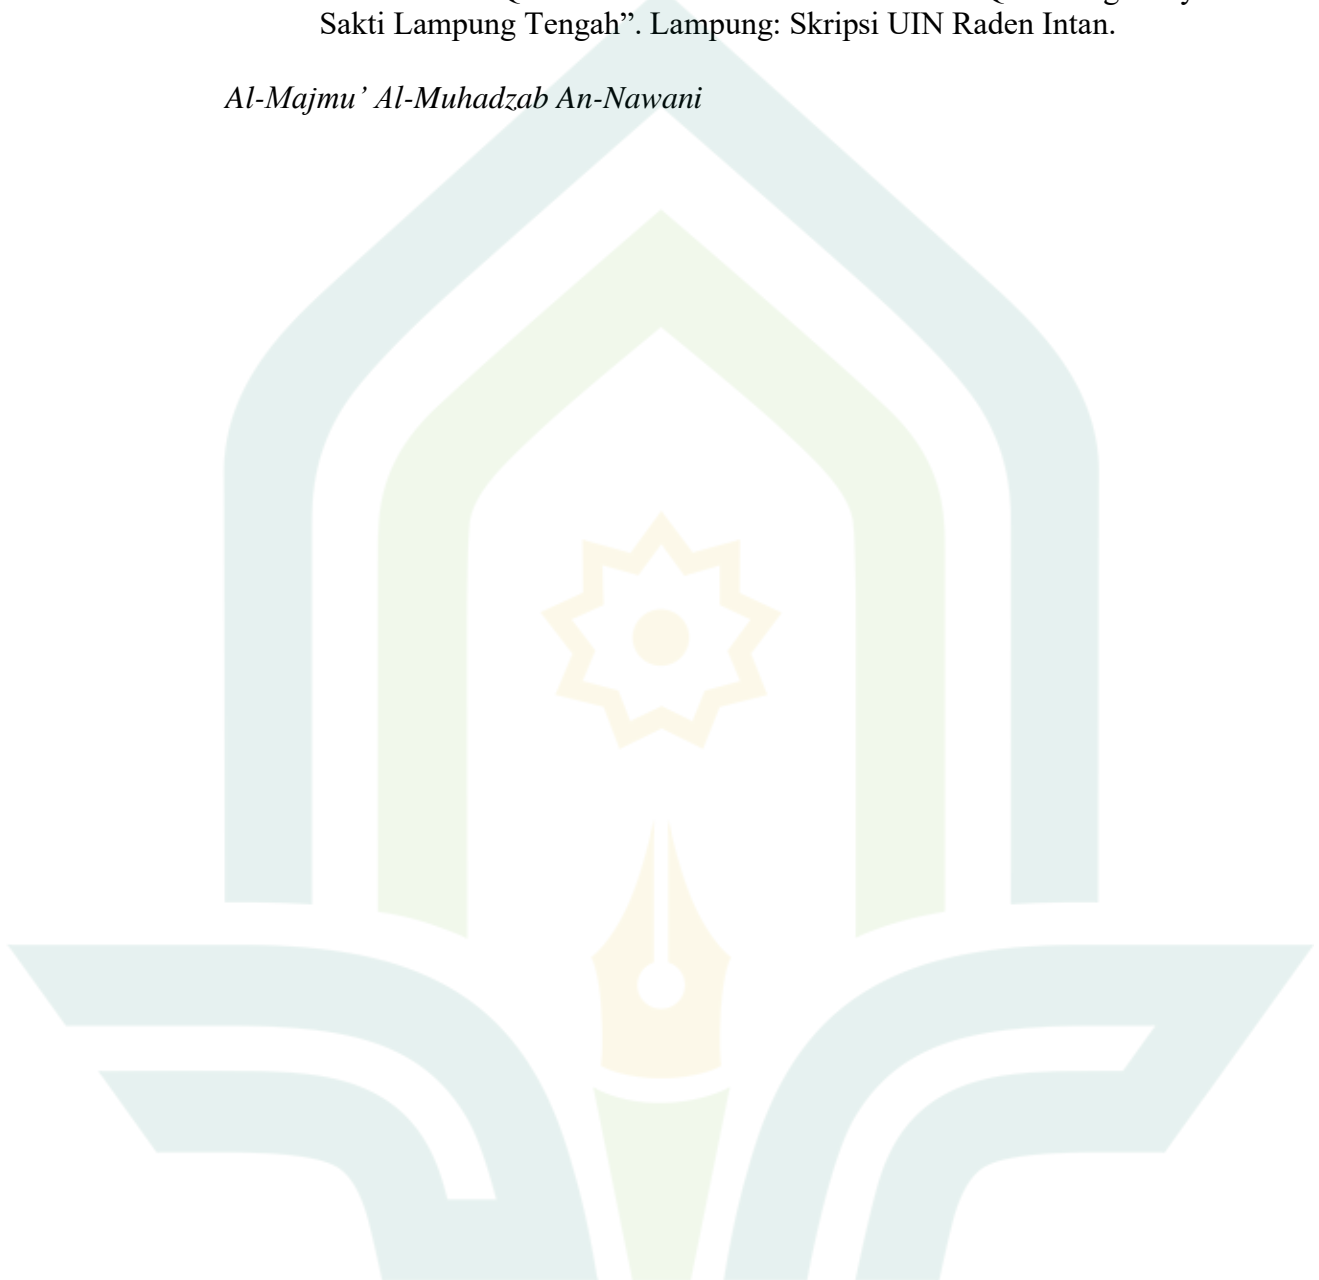 Sakti Lampung Tengah”. Lampung: Skripsi UIN Raden Intan.
Al-Majmu’ Al-Muhadzab An-Nawani